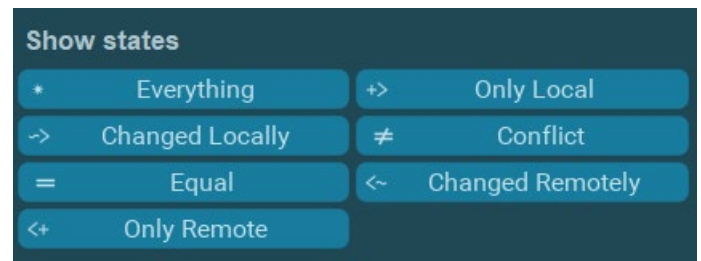 Show states
* Everything
+> Only Local
~> Changed Locally
≠ Conflict
= Equal
<~ Changed Remotely
<+ Only Remote